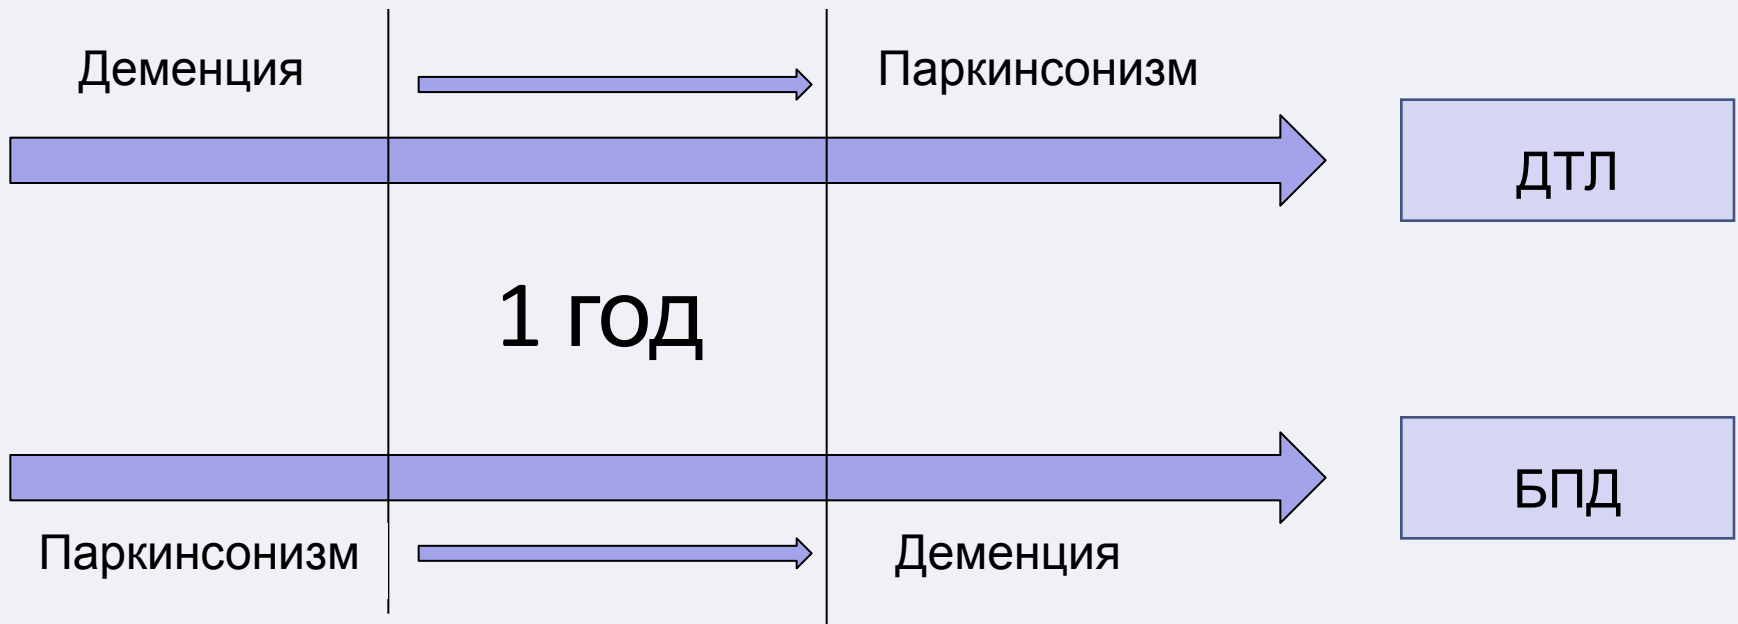 Деменция
Паркинсонизм
ДТЛ
1 год
БПД
Паркинсонизм
Деменция